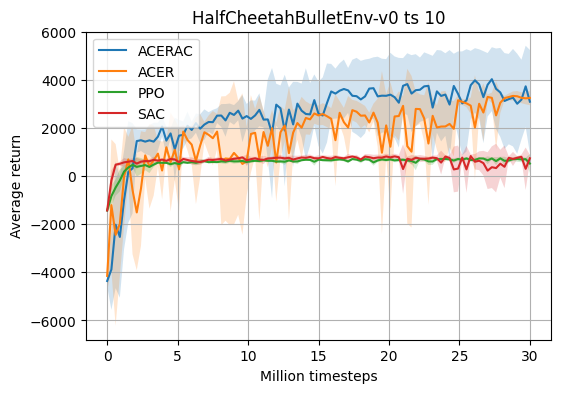 HalfCheetahBulletEnv-v0 ts 10
ACERAC
ACER
PPO
SAC
Average return
6000
4000
2000
0
−2000
−4000
−6000
0 5 10 15 20 25 30
Million timesteps